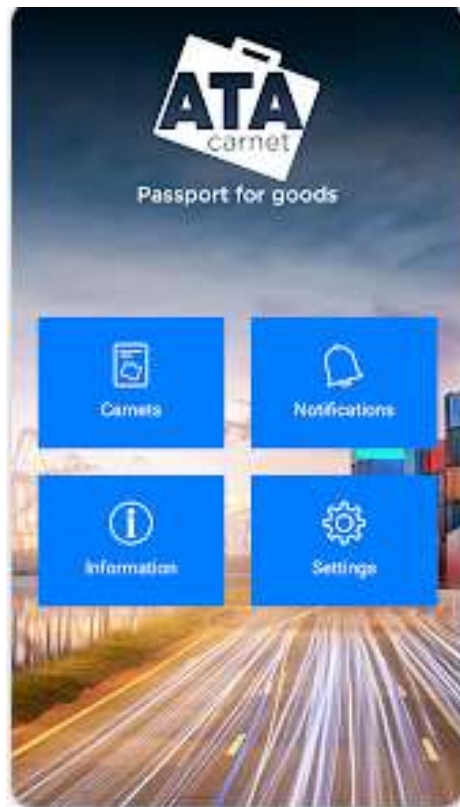 ATA
carnet
Passport for goods
Carnets
Notifications
Information
Settings